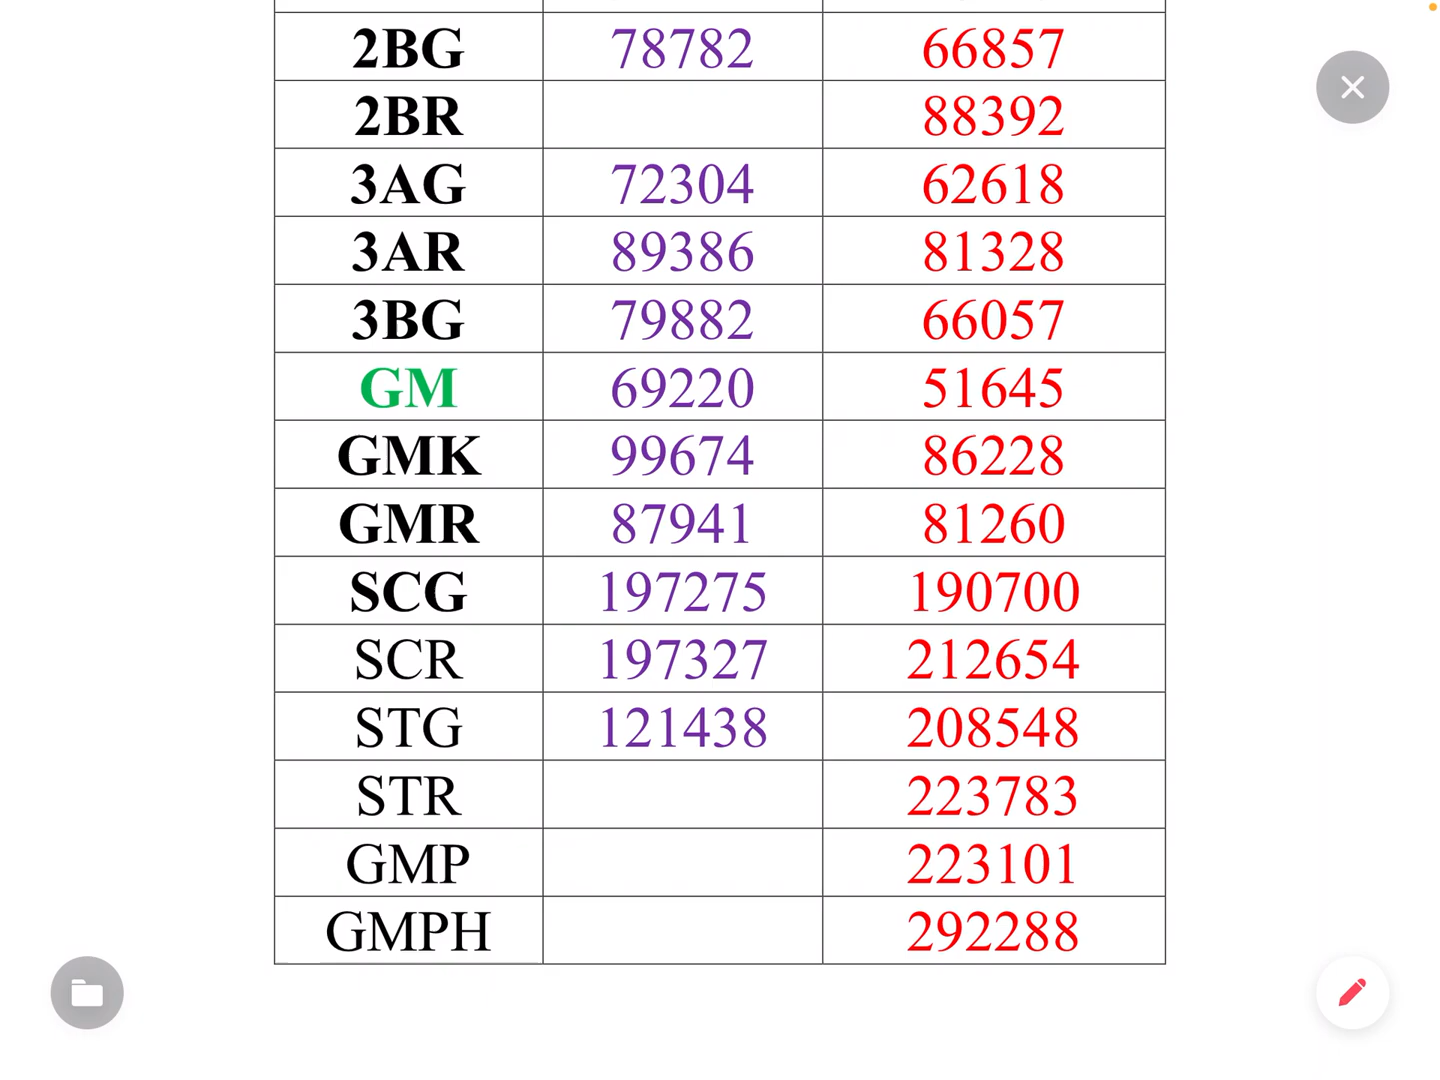 2BG 78782 66857
2BR 88392
3AG 72304 62618
3AR 89386 81328
3BG 79882 66057
GM 69220 51645
GMK 99674 86228
GMR 87941 81260
SCG 197275 190700
SCR 197327 212654
STG 121438 208548
STR 223783
GMP 223101
GMPH 292288